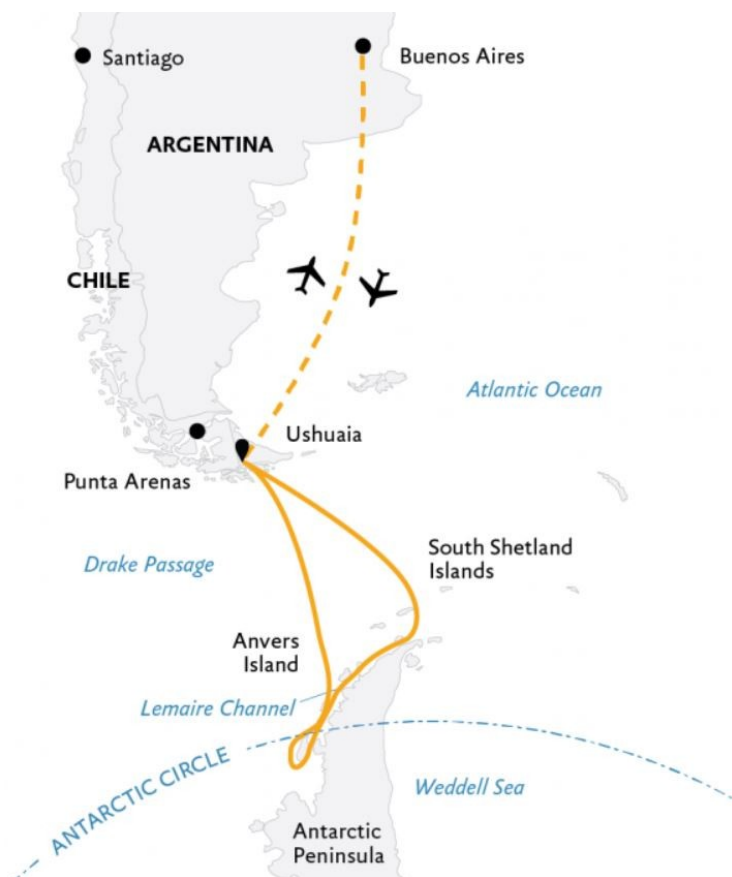 Santiago
Buenos Aires
ARGENTINA
CHILE
Atlantic Ocean
Ushuaia
Punta Arenas
South Shetland
Islands
Drake Passage
Anvers
Island
Lemaire Channel
ANTARCTIC CIRCLE
Weddell Sea
Antarctic
Peninsula